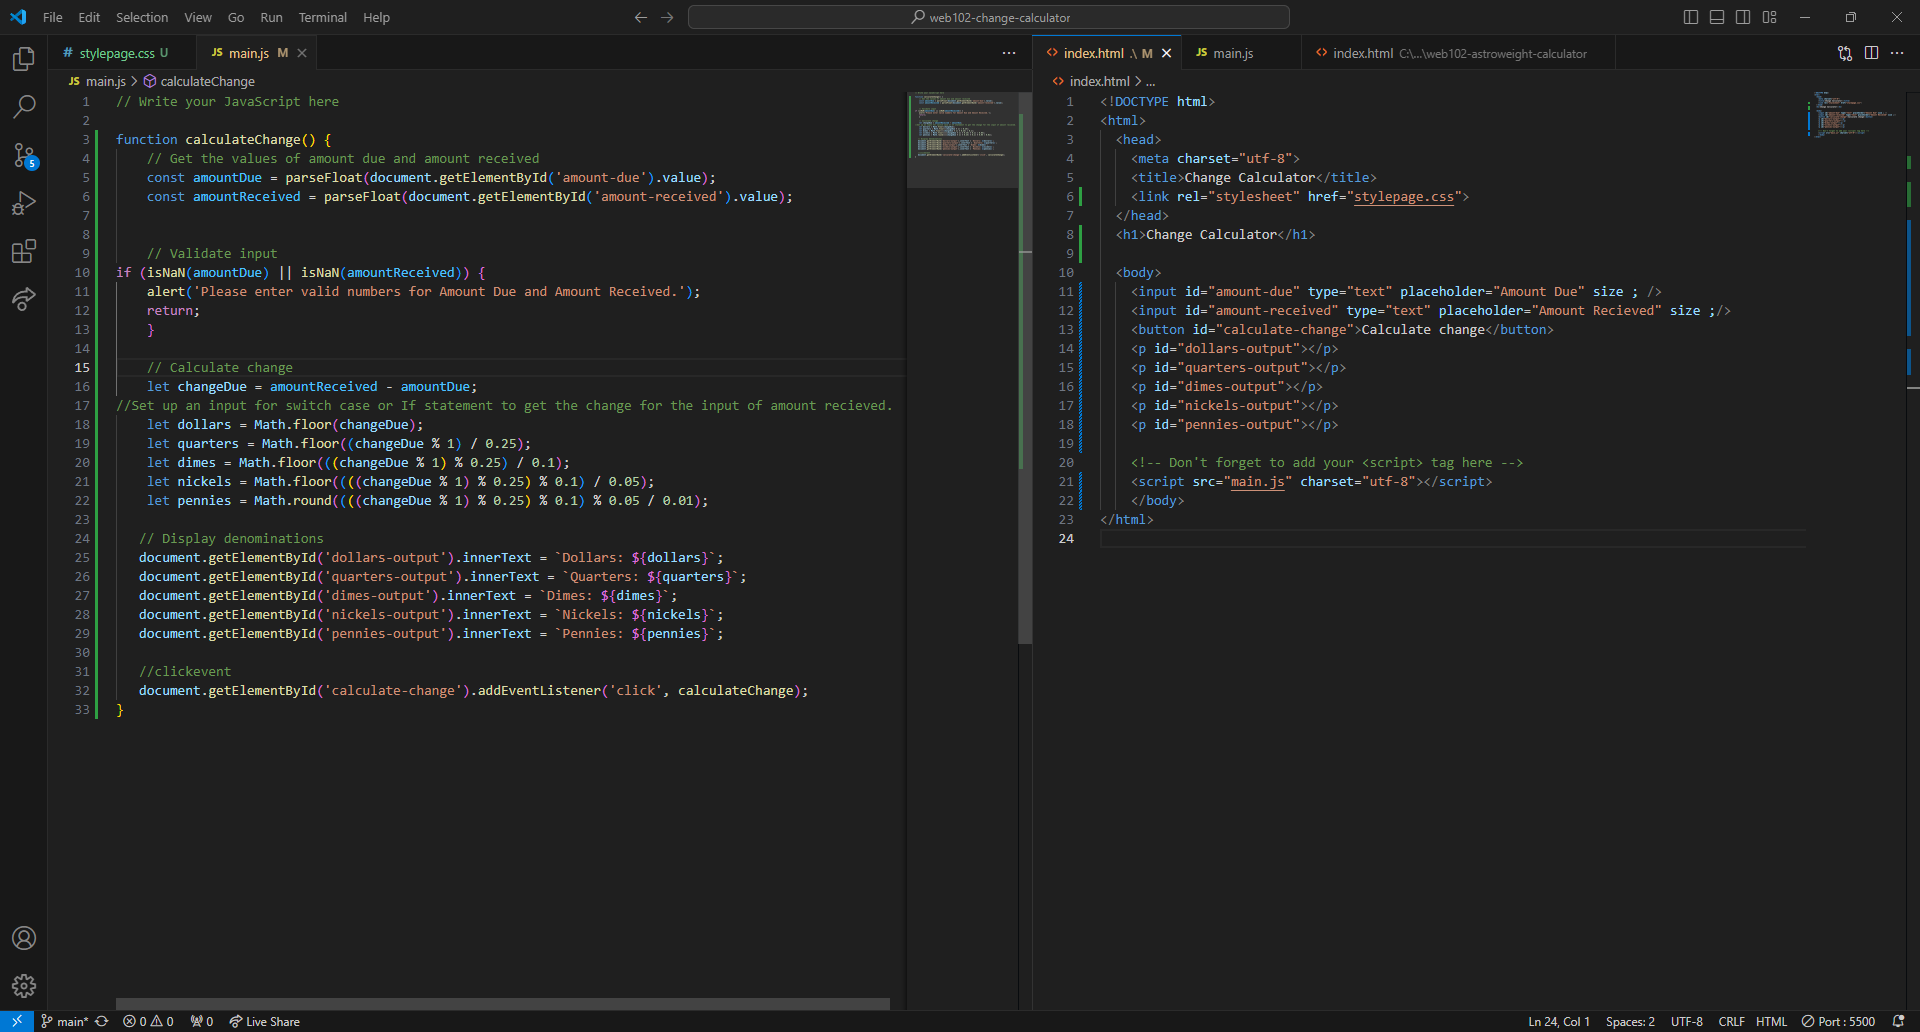 File Edit Selection View Go Run Terminal Help
web102-change-calculator
# stylepage.css U
JS main.js M
JS main.js > calculateChange
1 // Write your JavaScript here
2
3 function calculateChange() {
4 // Get the values of amount due and amount received
5 const amountDue = parseFloat(document.getElementById('amount-due').value);
6 const amountReceived = parseFloat(document.getElementById('amount-received').value);
7
8
9 // Validate input
10 if (isNaN(amountDue) || isNaN(amountReceived)) {
11 alert('Please enter valid numbers for Amount Due and Amount Received.');
12 return;
13 }
14
15 // Calculate change
16 let changeDue = amountReceived - amountDue;
17 //Set up an input for switch case or If statement to get the change for the input of amount recieved.
18 let dollars = Math.floor(changeDue);
19 let quarters = Math.floor((changeDue % 1) / 0.25);
20 let dimes = Math.floor(((changeDue % 1) % 0.25) / 0.1);
21 let nickels = Math.floor((((changeDue % 1) % 0.25) % 0.1) / 0.05);
22 let pennies = Math.round((((changeDue % 1) % 0.25) % 0.1) % 0.05 / 0.01);
23
24 // Display denominations
25 document.getElementById('dollars-output').innerText = `Dollars: ${dollars}`;
26 document.getElementById('quarters-output').innerText = `Quarters: ${quarters}`;
27 document.getElementById('dimes-output').innerText = `Dimes: ${dimes}`;
28 document.getElementById('nickels-output').innerText = `Nickels: ${nickels}`;
29 document.getElementById('pennies-output').innerText = `Pennies: ${pennies}`;
30
31 //clickevent
32 document.getElementById('calculate-change').addEventListener('click', calculateChange);
33 }
index.html .\ M
JS main.js
index.html C:\...\web102-astroweight-calculator
index.html > ...
1 <!DOCTYPE html>
2 <html>
3 <head>
4 <meta charset="utf-8">
5 <title>Change Calculator</title>
6 <link rel="stylesheet" href="stylepage.css">
7 </head>
8 <h1>Change Calculator</h1>
9
10 <body>
11 <input id="amount-due" type="text" placeholder="Amount Due" size ; />
12 <input id="amount-received" type="text" placeholder="Amount Recieved" size ;/>
13 <button id="calculate-change">Calculate change</button>
14 <p id="dollars-output"></p>
15 <p id="quarters-output"></p>
16 <p id="dimes-output"></p>
17 <p id="nickels-output"></p>
18 <p id="pennies-output"></p>
19
20 <!-- Don't forget to add your <script> tag here -->
21 <script src="main.js" charset="utf-8"></script>
22 </body>
23 </html>
24
5
main* 0 0 0 Live Share
Ln 24, Col 1 Spaces: 2 UTF-8 CRLF HTML Port : 5500